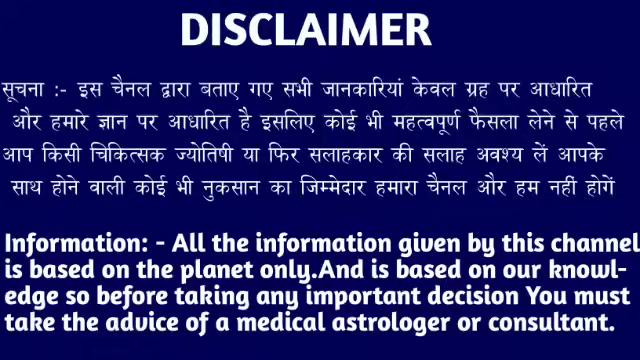 DISCLAIMER
सूचना :- इस चैनल द्वारा बताए गए सभी जानकारियां केवल ग्रह पर आधारित
और हमारे ज्ञान पर आधारित है इसलिए कोई भी महत्वपूर्ण फैसला लेने से पहले
आप किसी चिकित्सक ज्योतिषी या फिर सलाहकार की सलाह अवश्य लें आपके
साथ होने वाली कोई भी नुकसान का जिम्मेदार हमारा चैनल और हम नहीं होगें
Information: - All the information given by this channel
is based on the planet only.And is based on our knowl-
edge so before taking any important decision You must
take the advice of a medical astrologer or consultant.